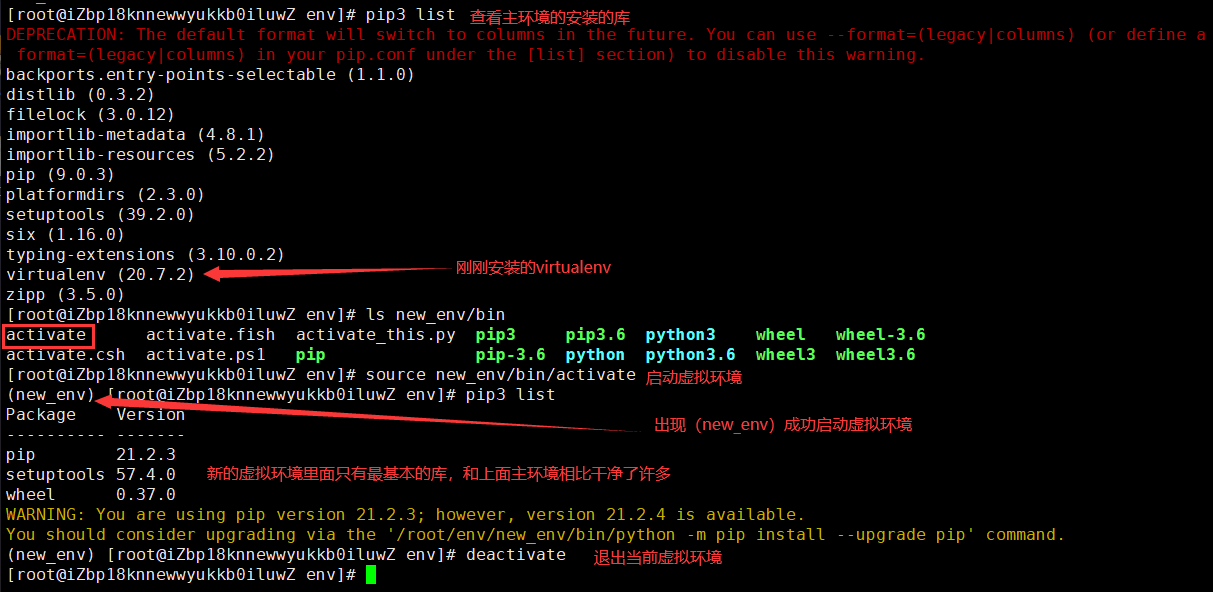 [root@iZbp18knnewwyukkb0iluwZ env]# pip3 list 查看主环境的安装的库
DEPRECATION: The default format will switch to columns in the future. You can use --format=(legacy|columns) (or define a
format=(legacy|columns) in your pip.conf under the [list] section) to disable this warning.
backports.entry-points-selectable (1.1.0)
distlib (0.3.2)
filelock (3.0.12)
importlib-metadata (4.8.1)
importlib-resources (5.2.2)
pip (9.0.3)
platformdirs (2.3.0)
setuptools (39.2.0)
six (1.16.0)
typing-extensions (3.10.0.2)
virtualenv (20.7.2) 刚刚安装的virtualenv
zipp (3.5.0)
[root@iZbp18knnewwyukkb0iluwZ env]# ls new_env/bin
activate activate.fish activate_this.py pip3 pip3.6 python3 wheel wheel-3.6
activate.csh activate.ps1 pip pip-3.6 python python3.6 wheel3 wheel3.6
[root@iZbp18knnewwyukkb0iluwZ env]# source new_env/bin/activate 启动虚拟环境
(new_env) [root@iZbp18knnewwyukkb0iluwZ env]# pip3 list
Package Version
---------- -------
出现（new_env）成功启动虚拟环境
pip 21.2.3
setuptools 57.4.0 新的虚拟环境里面只有最基本的库，和上面主环境相比干净了许多
wheel 0.37.0
WARNING: You are using pip version 21.2.3; however, version 21.2.4 is available.
You should consider upgrading via the '/root/env/new_env/bin/python -m pip install --upgrade pip' command.
(new_env) [root@iZbp18knnewwyukkb0iluwZ env]# deactivate 退出当前虚拟环境
[root@iZbp18knnewwyukkb0iluwZ env]#